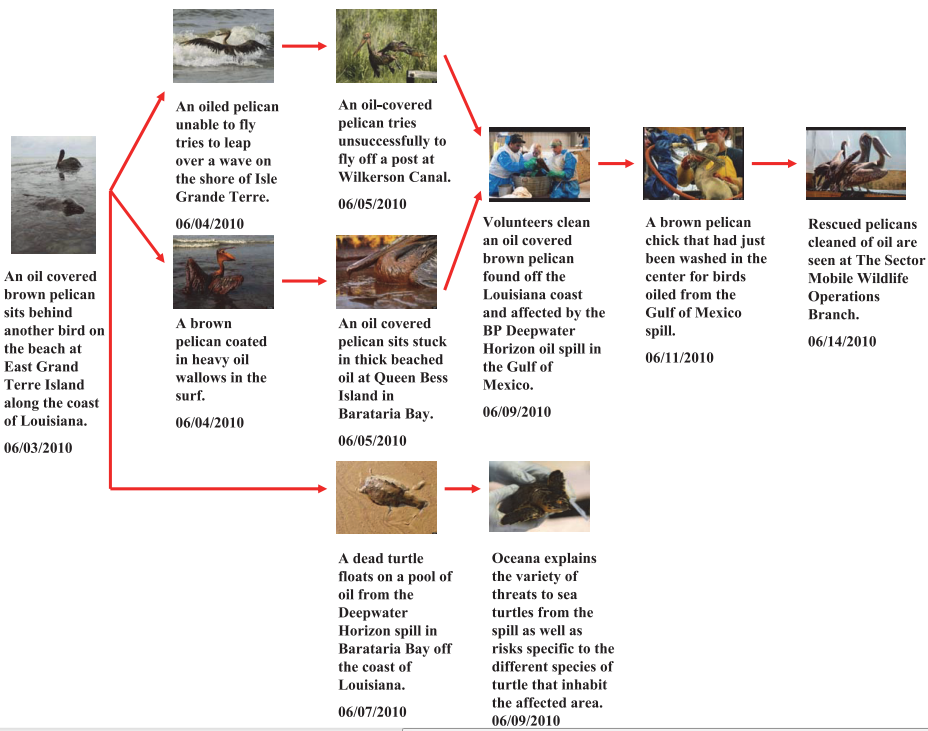 An oil covered
brown pelican
sits behind
another bird on
the beach at
East Grand
Terre Island
along the coast
of Louisiana.
06/03/2010
An oiled pelican
unable to fly
tries to leap
over a wave on
the shore of Isle
Grande Terre.
06/04/2010
An oil-covered
pelican tries
unsuccessfully to
fly off a post at
Wilkerson Canal.
06/05/2010
A brown
pelican coated
in heavy oil
wallows in the
surf.
06/04/2010
An oil covered
pelican sits stuck
in thick beached
oil at Queen Bess
Island in
Barataria Bay.
06/05/2010
Volunteers clean
an oil covered
brown pelican
found off the
Louisiana coast
and affected by the
BP Deepwater
Horizon oil spill in
the Gulf of
Mexico.
06/09/2010
A brown pelican
chick that had just
been washed in the
center for birds
oiled from the
Gulf of Mexico
spill.
06/11/2010
Rescued pelicans
cleaned of oil are
seen at The Sector
Mobile Wildlife
Operations
Branch.
06/14/2010
A dead turtle
floats on a pool of
oil from the
Deepwater
Horizon spill in
Barataria Bay off
the coast of
Louisiana.
06/07/2010
Oceana explains
the variety of
threats to sea
turtles from the
spill as well as
risks specific to the
different species of
turtle that inhabit
the affected area.
06/09/2010